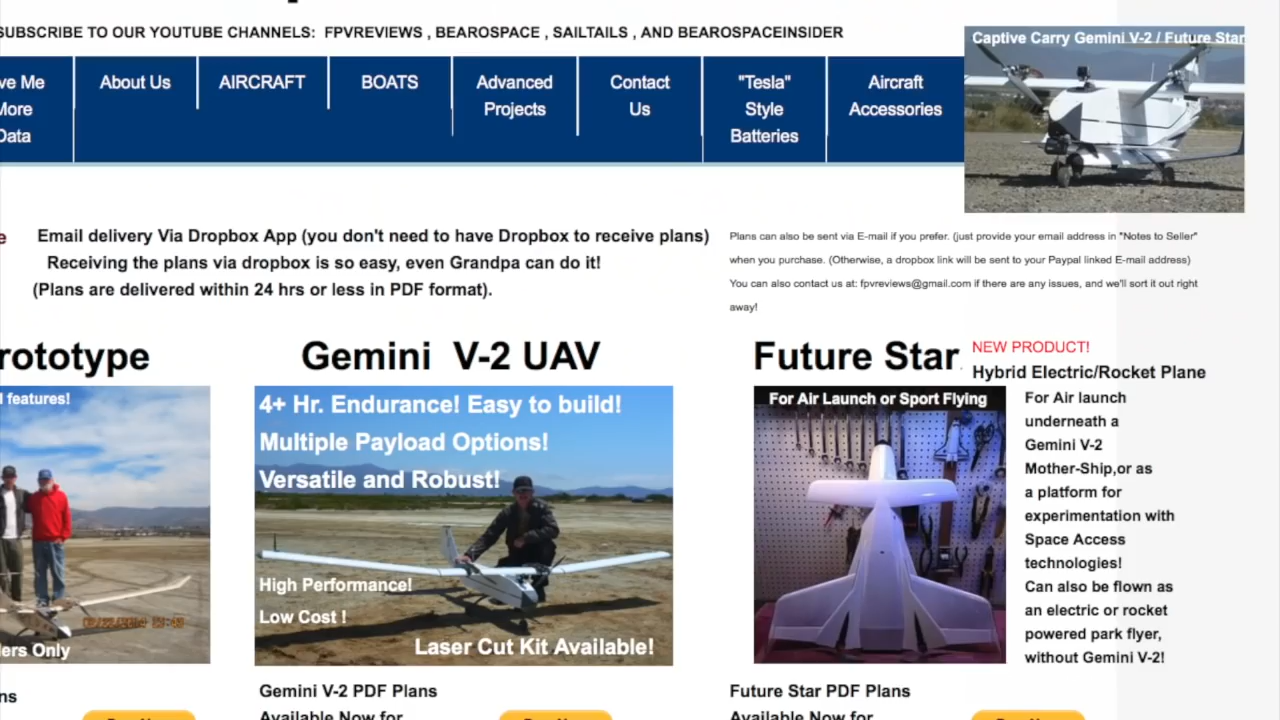 SUBSCRIBE TO OUR YOUTUBE CHANNELS: FPVREVIEWS , BEAROSPACE , SAILTAILS , AND BEAROSPACEINSIDER
Captive Carry Gemini V-2 / Future Star
ve Me
More
Data
About Us
AIRCRAFT
BOATS
Advanced
Projects
Contact
Us
"Tesla"
Style
Batteries
Aircraft
Accessories
e
Email delivery Via Dropbox App (you don't need to have Dropbox to receive plans)
Receiving the plans via dropbox is so easy, even Grandpa can do it!
(Plans are delivered within 24 hrs or less in PDF format).
Plans can also be sent via E-mail if you prefer. (just provide your email address in "Notes to Seller"
when you purchase. (Otherwise, a dropbox link will be sent to your Paypal linked E-mail address)
You can also contact us at: fpvreviews@gmail.com if there are any issues, and we'll sort it out right
away!
rototype
l features!
lers Only
ns
Gemini V-2 UAV
4+ Hr. Endurance! Easy to build!
Multiple Payload Options!
Versatile and Robust!
High Performance!
Low Cost !
Laser Cut Kit Available!
Gemini V-2 PDF Plans
Available Now for
Future Star
NEW PRODUCT!
Hybrid Electric/Rocket Plane
For Air Launch or Sport Flying
For Air launch
underneath a
Gemini V-2
Mother-Ship,or as
a platform for
experimentation with
Space Access
technologies!
Can also be flown as
an electric or rocket
powered park flyer,
without Gemini V-2!
Future Star PDF Plans
Available Now for